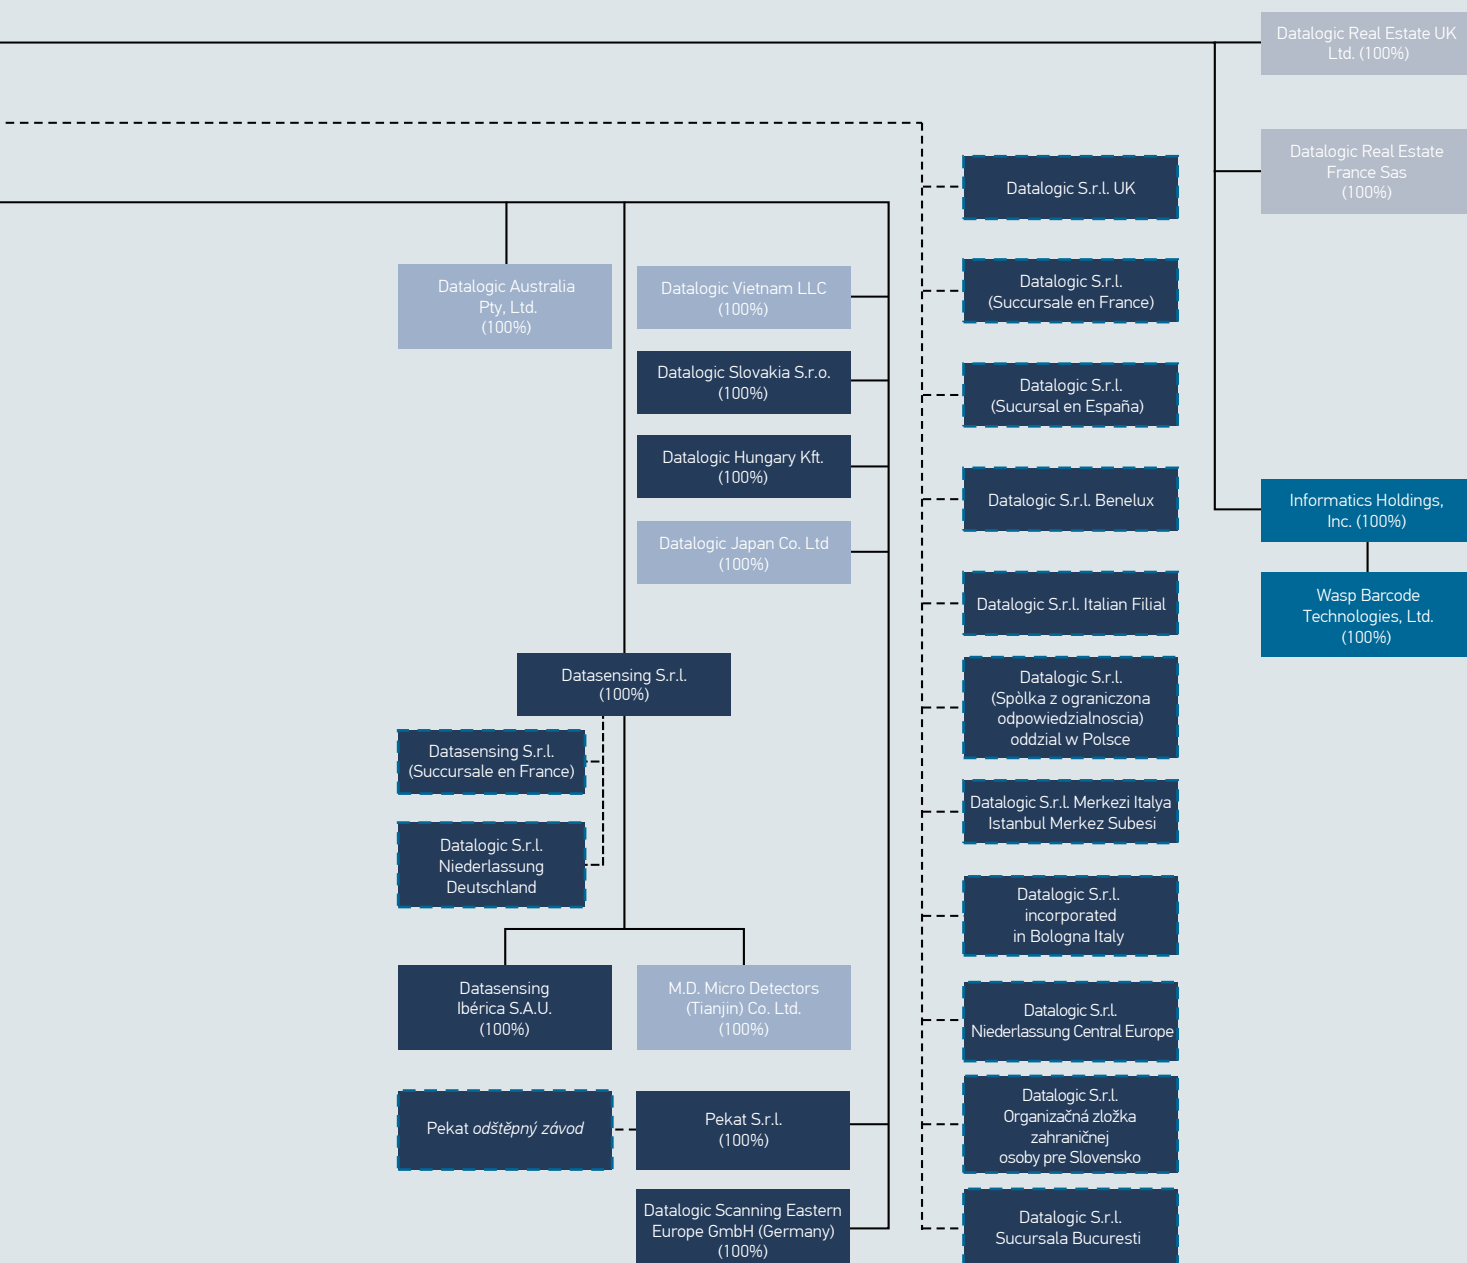 Datalogic Real Estate UK
Ltd. (100%)
Datalogic Real Estate
France Sas
(100%)
Datalogic S.r.l. UK
Datalogic S.r.l.
(Succursale en France)
Datalogic S.r.l.
(Sucursal en España)
Datalogic S.r.l. Benelux
Datalogic S.r.l. Italian Filial
Datalogic S.r.l.
(Spòlka z ograniczona
odpowiedzialnoscia)
oddzial w Polsce
Datalogic S.r.l. Merkezi Italya
Istanbul Merkez Subesi
Datalogic S.r.l.
incorporated
in Bologna Italy
Datalogic S.r.l.
Niederlassung Central Europe
Datalogic S.r.l.
Organizačná zložka
zahraničnej
osoby pre Slovensko
Datalogic S.r.l.
Sucursala Bucuresti
Datalogic Australia
Pty, Ltd.
(100%)
Datalogic Vietnam LLC
(100%)
Datalogic Slovakia S.r.o.
(100%)
Datalogic Hungary Kft.
(100%)
Datalogic Japan Co. Ltd
(100%)
Informatics Holdings,
Inc. (100%)
Wasp Barcode
Technologies, Ltd.
(100%)
Datasensing S.r.l.
(100%)
Datasensing S.r.l.
(Succursale en France)
Datalogic S.r.l.
Niederlassung
Deutschland
Datasensing
Ibérica S.A.U.
(100%)
M.D. Micro Detectors
(Tianjin) Co. Ltd.
(100%)
Pekat odštěpný závod
Pekat S.r.l.
(100%)
Datalogic Scanning Eastern
Europe GmbH (Germany)
(100%)